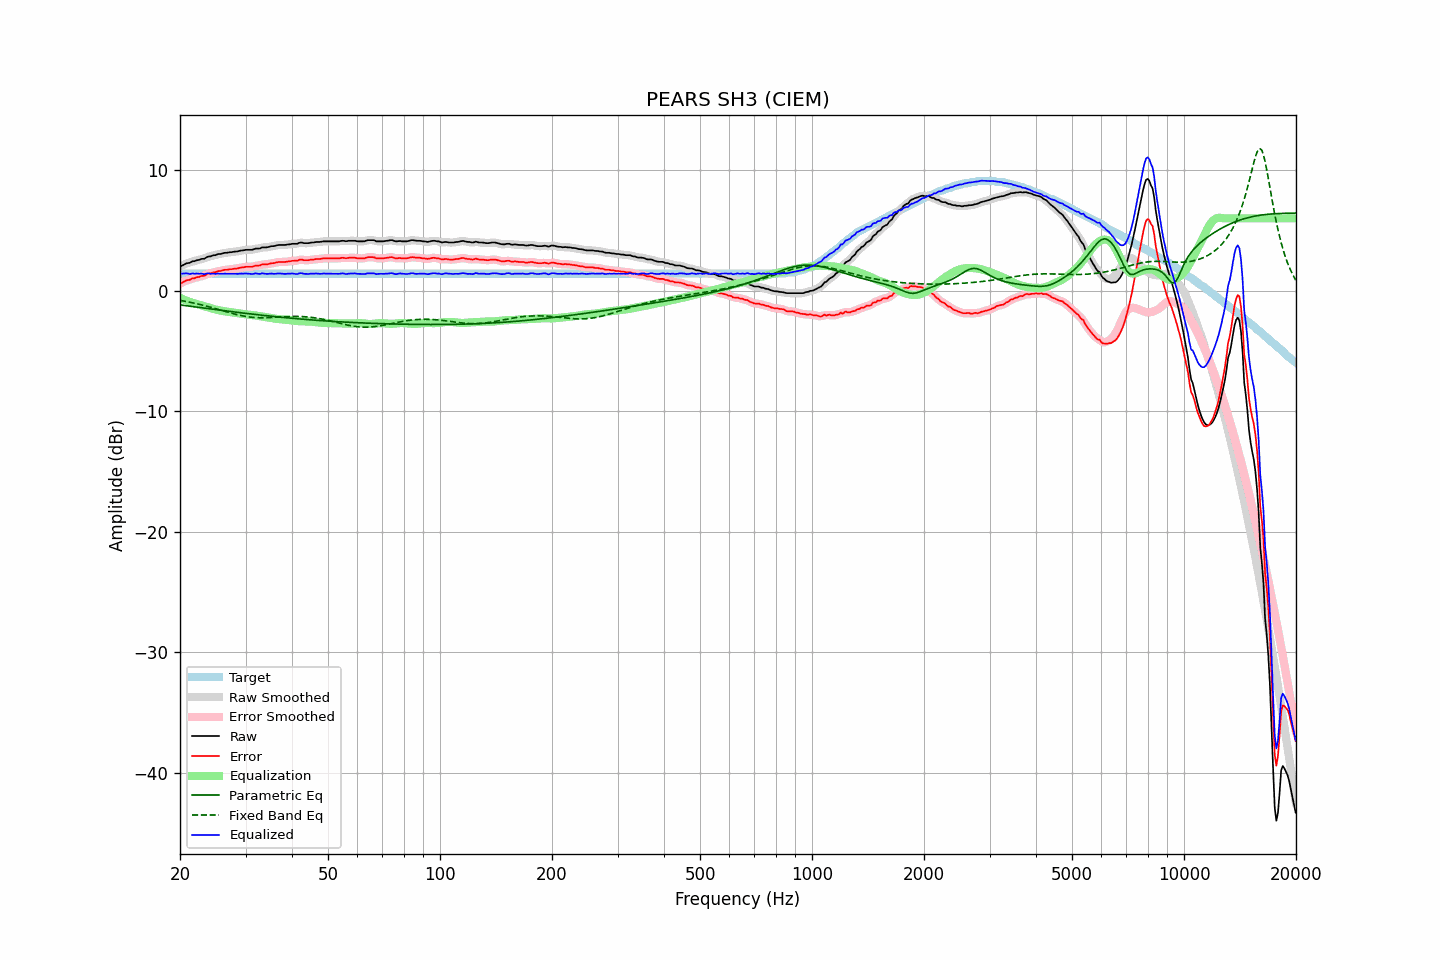 PEARS SH3 (CIEM)
Amplitude (dBr)
10
0
−10
−20
−30
−40
Target
Raw Smoothed
Error Smoothed
Raw
Error
Equalization
Parametric Eq
Fixed Band Eq
Equalized
20 50 100 200 500 1000 2000 5000 10000 20000
Frequency (Hz)